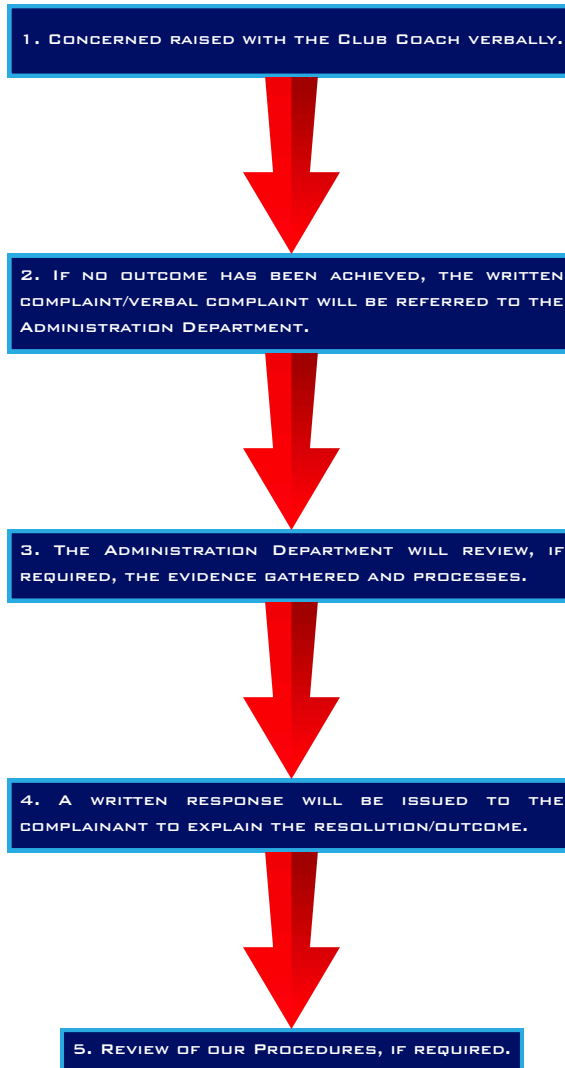 1. Concerned raised with the Club Coach verbally.
2. If no outcome has been achieved, the written
complaint/verbal complaint will be referred to the
Administration Department.
3. The Administration Department will review, if
required, the evidence gathered and processes.
4. A written response will be issued to the
complainant to explain the resolution/outcome.
5. Review of our Procedures, if required.